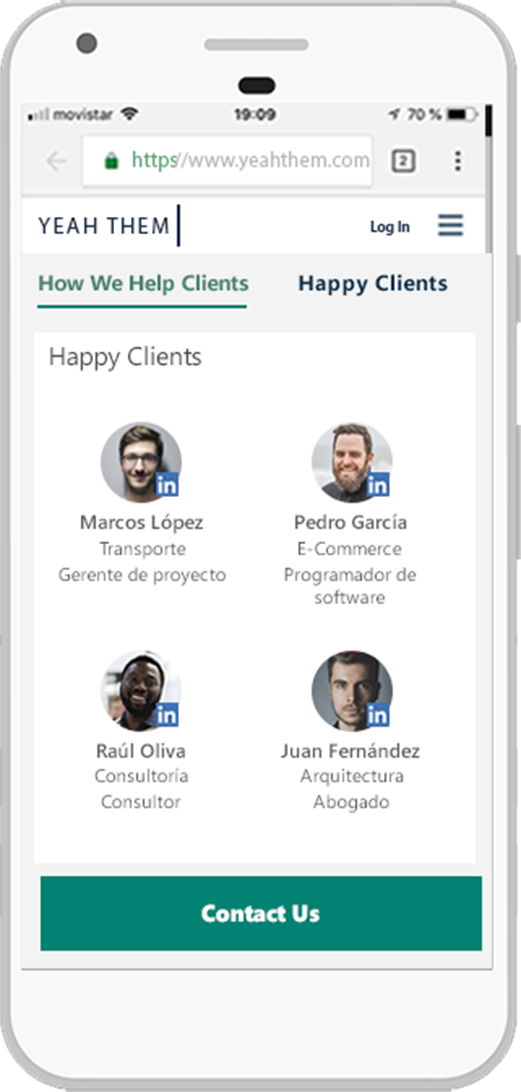 movistar 19:09 70 %
https//www.yeahthem.com 2
YEAH THEM Log In
How We Help Clients Happy Clients
Happy Clients
in in
Marcos López Pedro García
Transporte E-Commerce
Gerente de proyecto Programador de
software
in in
Raúl Oliva Juan Fernández
Consultoría Arquitectura
Consultor Abogado
Contact Us